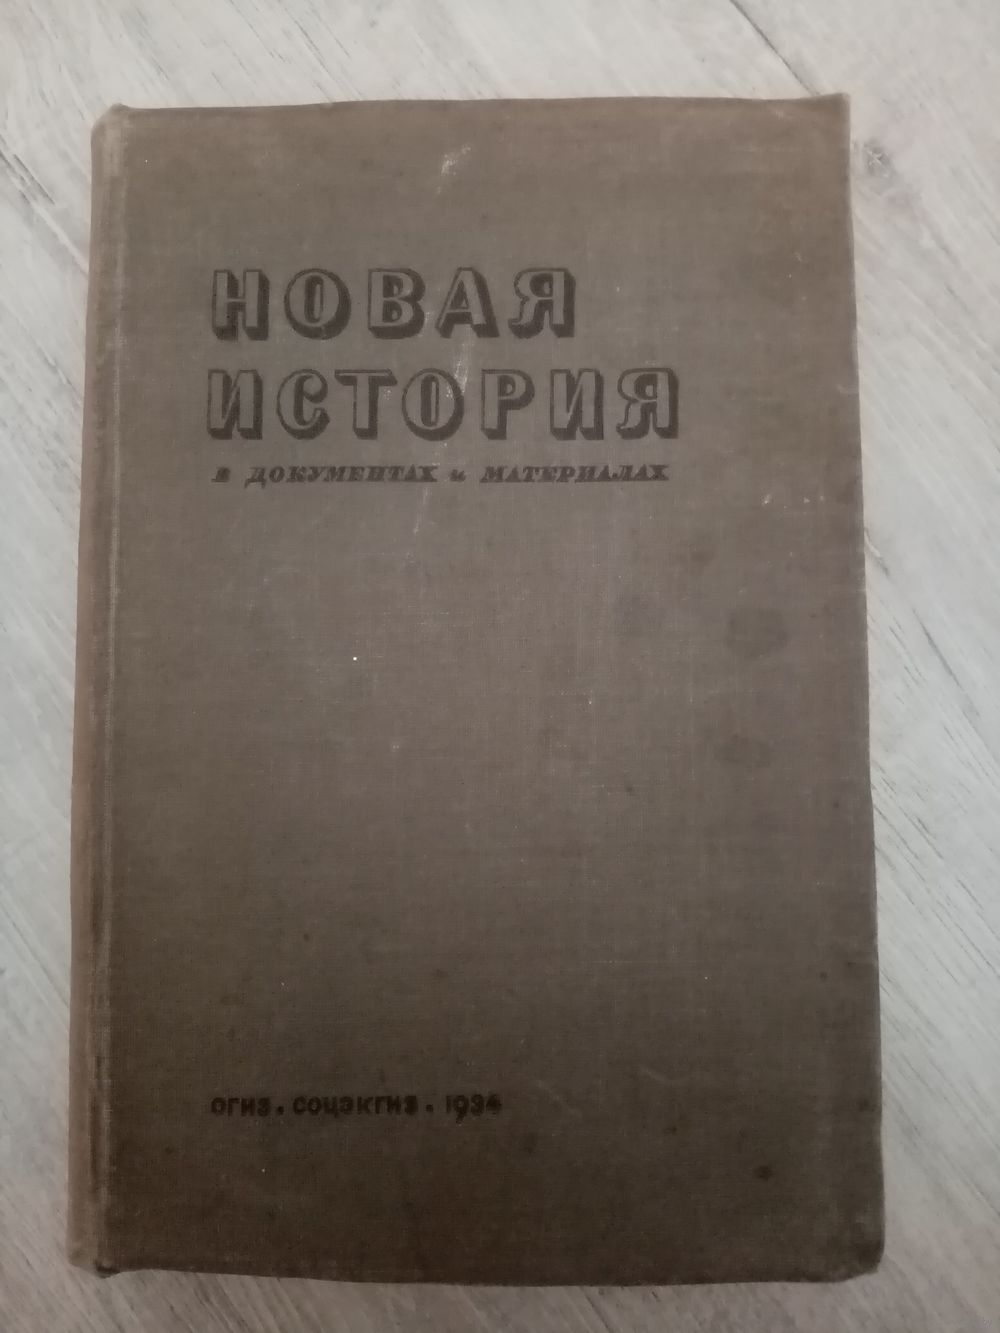 НОВАЯ
ИСТОРИЯ
в ДОКУМЕНТАХ и МАТЕРИАЛАХ
ОГИЗ . СОЦЭКГИЗ . 1934